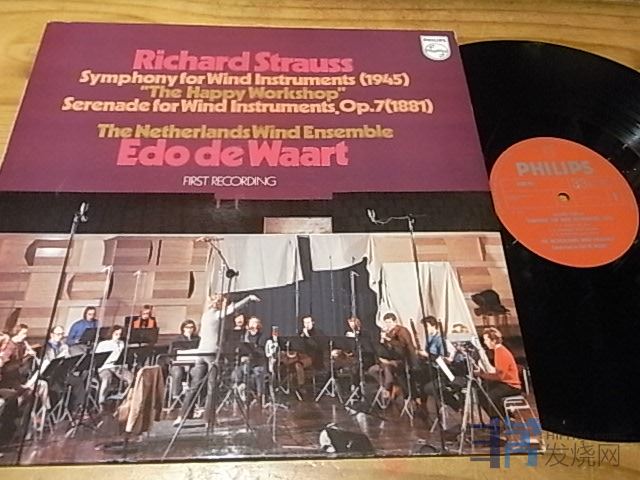 Richard Strauss
PHILIPS
Symphony for Wind Instruments (1945)
"The Happy Workshop"
Serenade for Wind Instruments, Op.7 (1881)
The Netherlands Wind Ensemble
Edo de Waart
FIRST RECORDING
PHILIPS
发烧网